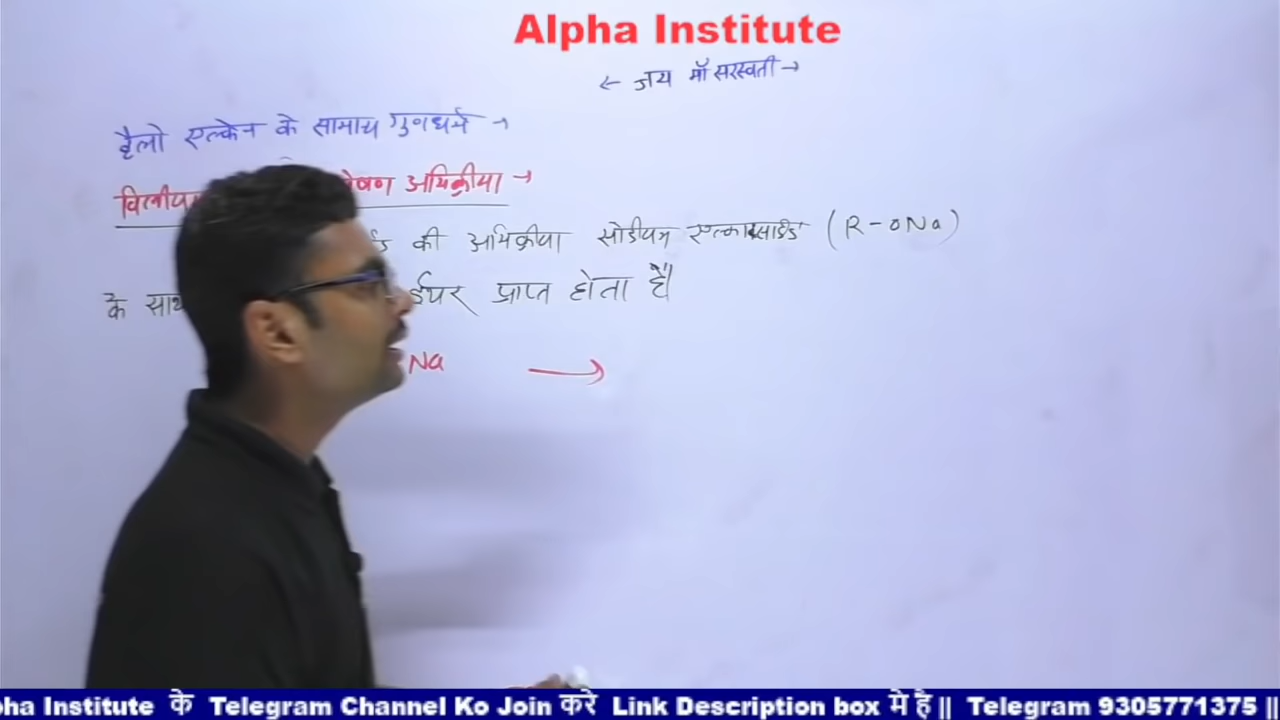 Alpha Institute
← जय माँ सरस्वती →
हैलो एल्केन के सामान्य गुणधर्म →
अभिक्रीया →
की अभिक्रीया सोडीयम एल्काक्साईड (R-ONa)
के साथ ईथर प्राप्त होता है।
Na →
pha Institute के Telegram Channel Ko Join करे Link Description box मे है || Telegram 9305771375 ||